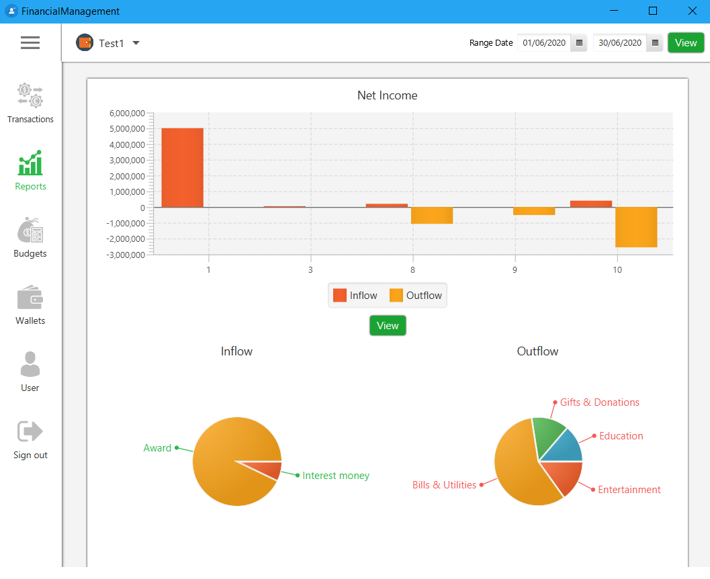 FinancialManagement
Test1
Range Date 01/06/2020 30/06/2020 View
Transactions
Reports
Budgets
Wallets
User
Sign out
Net Income
6,000,000
5,000,000
4,000,000
3,000,000
2,000,000
1,000,000
0
-1,000,000
-2,000,000
-3,000,000
1 3 8 9 10
Inflow Outflow
View
Inflow
Award
Interest money
Outflow
Gifts & Donations
Education
Bills & Utilities
Entertainment